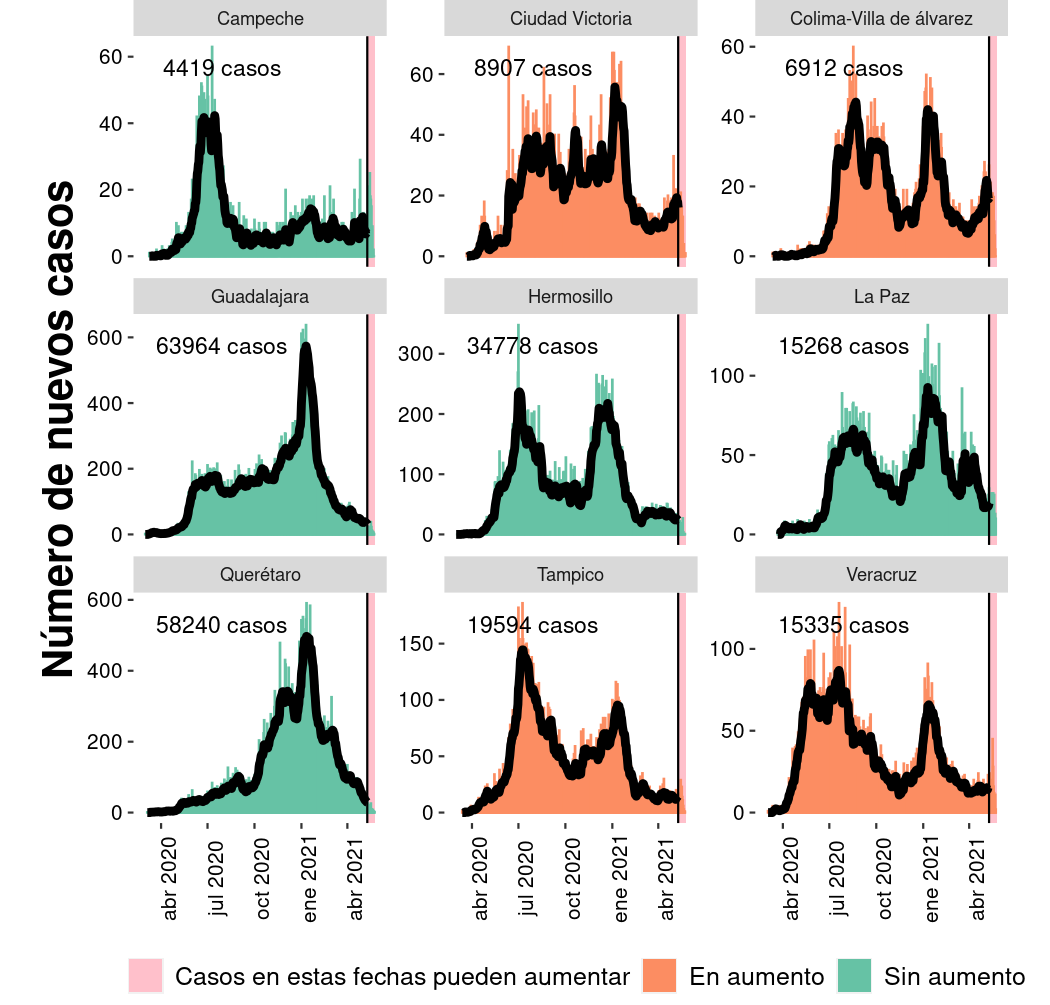 Número de nuevos casos
Campeche
Ciudad Victoria
Colima-Villa de álvarez
60
40
20
0
4419 casos
60
40
20
0
8907 casos
60
40
20
0
6912 casos
Guadalajara
Hermosillo
La Paz
600
400
200
0
63964 casos
300
200
100
0
34778 casos
100
50
0
15268 casos
Querétaro
Tampico
Veracruz
600
400
200
0
58240 casos
150
100
50
0
19594 casos
100
50
0
15335 casos
abr 2020
jul 2020
oct 2020
ene 2021
abr 2021
abr 2020
jul 2020
oct 2020
ene 2021
abr 2021
abr 2020
jul 2020
oct 2020
ene 2021
abr 2021
Casos en estas fechas pueden aumentar
En aumento
Sin aumento